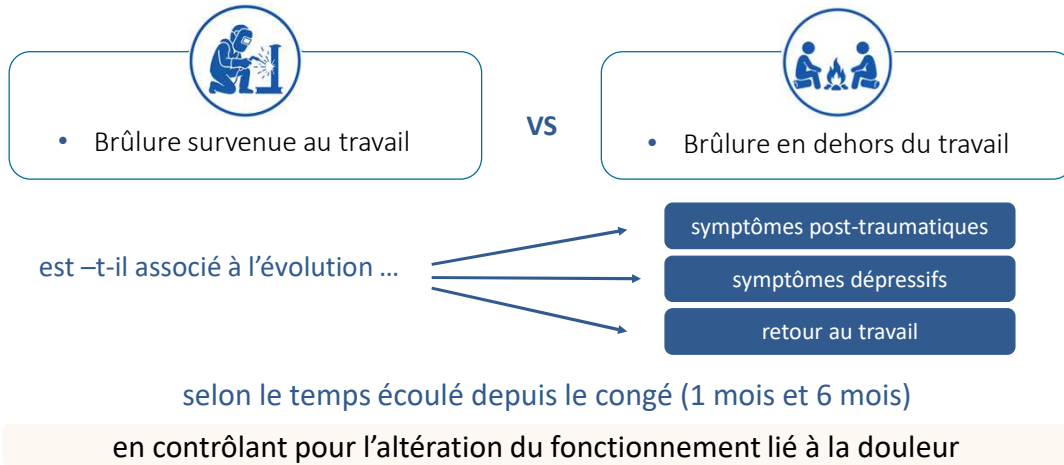 • Brûlure survenue au travail
VS
• Brûlure en dehors du travail
est –t-il associé à l’évolution ...
symptômes post-traumatiques
symptômes dépressifs
retour au travail
selon le temps écoulé depuis le congé (1 mois et 6 mois)
en contrôlant pour l’altération du fonctionnement lié à la douleur